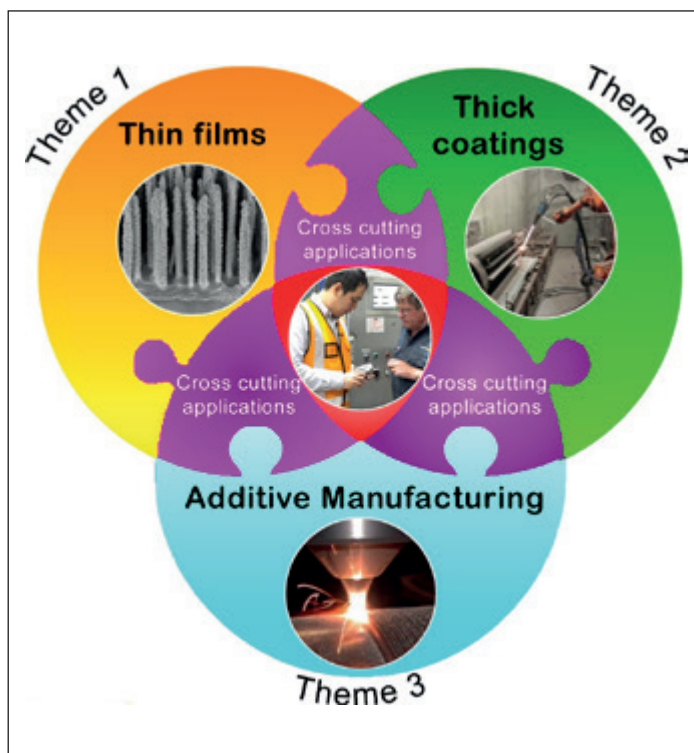 Theme 1
Theme 2
Thin films
Thick
coatings
Cross cutting
applications
Cross cutting
applications
Cross cutting
applications
Additive Manufacturing
Theme 3